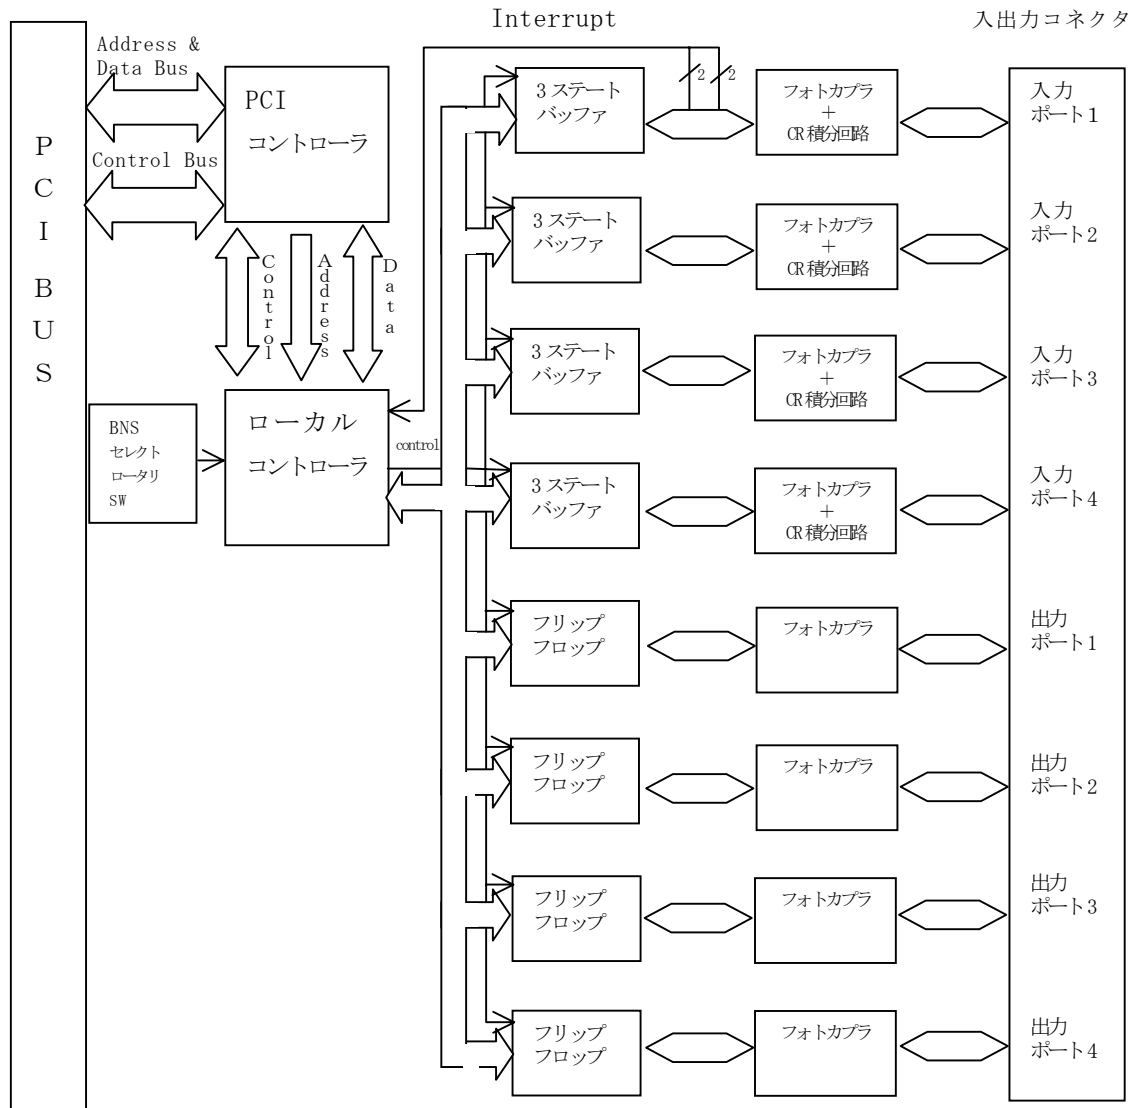 Interrupt
入出力コネクタ
Address &
Data Bus
Control Bus
PCI BUS
PCI
コントローラ
Control
Address
Data
BNS
セレクト
ロータリ
SW
ローカル
コントローラ
control
2
2
3ステート
バッファ
フォトカプラ
+
CR積分回路
入力
ポート1
3ステート
バッファ
フォトカプラ
+
CR積分回路
入力
ポート2
3ステート
バッファ
フォトカプラ
+
CR積分回路
入力
ポート3
3ステート
バッファ
フォトカプラ
+
CR積分回路
入力
ポート4
フリップ
フロップ
フォトカプラ
出力
ポート1
フリップ
フロップ
フォトカプラ
出力
ポート2
フリップ
フロップ
フォトカプラ
出力
ポート3
フリップ
フロップ
フォトカプラ
出力
ポート4